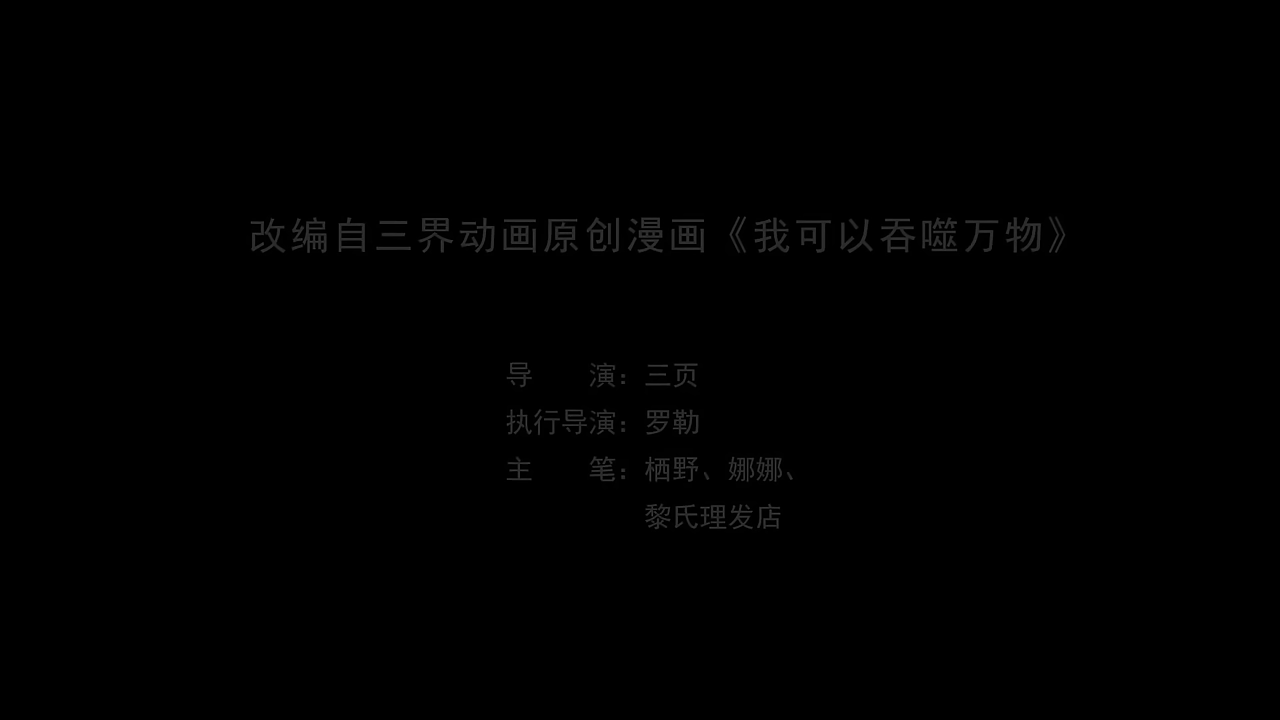 改编自三界动画原创漫画《我可以吞噬万物》
导　　演：三页
执行导演：罗勒
主　　笔：栖野、娜娜、
黎氏理发店